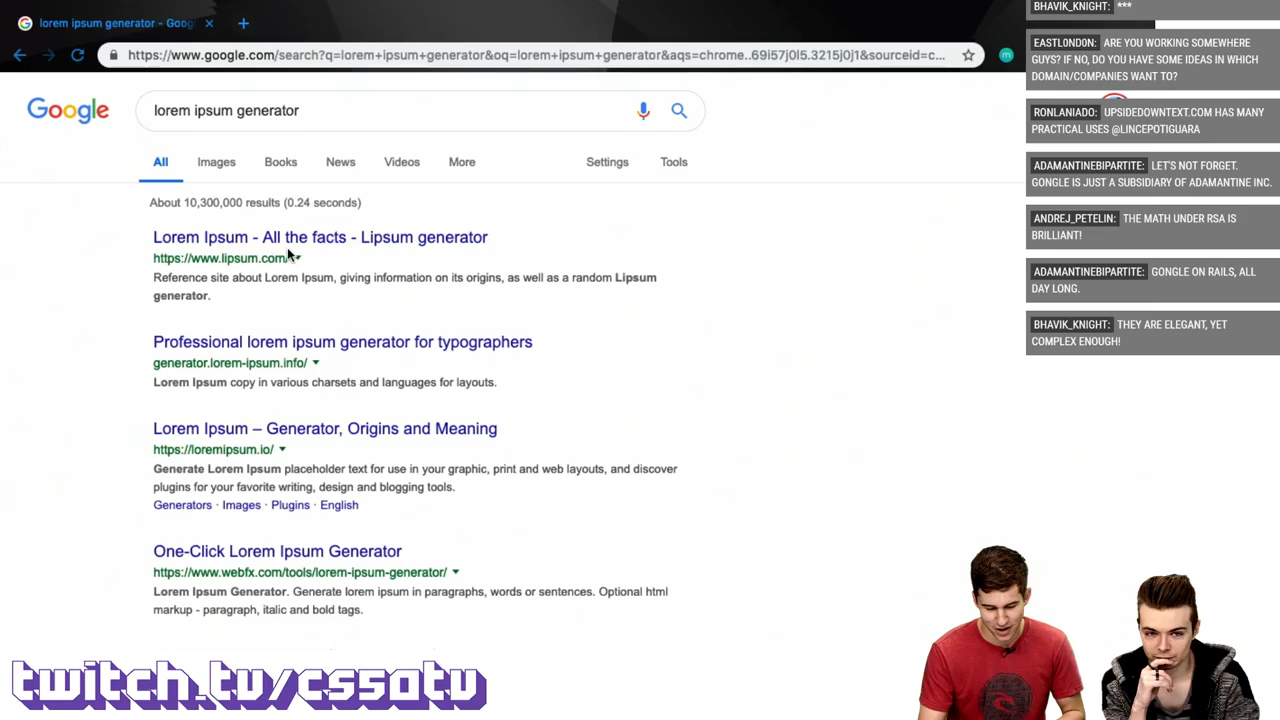 lorem ipsum generator - Goog
https://www.google.com/search?q=lorem+ipsum+generator&oq=lorem+ipsum+generator&aqs=chrome..69i57j0l5.3215j0j1&sourceid=c...
m
Google
lorem ipsum generator
All
Images
Books
News
Videos
More
Settings
Tools
About 10,300,000 results (0.24 seconds)
Lorem Ipsum - All the facts - Lipsum generator
https://www.lipsum.com/
Reference site about Lorem Ipsum, giving information on its origins, as well as a random Lipsum
generator.
Professional lorem ipsum generator for typographers
generator.lorem-ipsum.info/
Lorem Ipsum copy in various charsets and languages for layouts.
Lorem Ipsum – Generator, Origins and Meaning
https://loremipsum.io/
Generate Lorem Ipsum placeholder text for use in your graphic, print and web layouts, and discover
plugins for your favorite writing, design and blogging tools.
Generators · Images · Plugins · English
One-Click Lorem Ipsum Generator
https://www.webfx.com/tools/lorem-ipsum-generator/
Lorem Ipsum Generator. Generate lorem ipsum in paragraphs, words or sentences. Optional html
markup - paragraph, italic and bold tags.
BHAVIK_KNIGHT: ***
EASTL0ND0N: ARE YOU WORKING SOMEWHERE
GUYS? IF NO, DO YOU HAVE SOME IDEAS IN WHICH
DOMAIN/COMPANIES WANT TO?
RONLANIADO: UPSIDEDOWNTEXT.COM HAS MANY
PRACTICAL USES @LINCEPOTIGUARA
ADAMANTINEBIPARTITE: LET'S NOT FORGET.
GONGLE IS JUST A SUBSIDIARY OF ADAMANTINE INC.
ANDREJ_PETELIN: THE MATH UNDER RSA IS
BRILLIANT!
ADAMANTINEBIPARTITE: GONGLE ON RAILS, ALL
DAY LONG.
BHAVIK_KNIGHT: THEY ARE ELEGANT, YET
COMPLEX ENOUGH!
twitch.tv/cs50tv